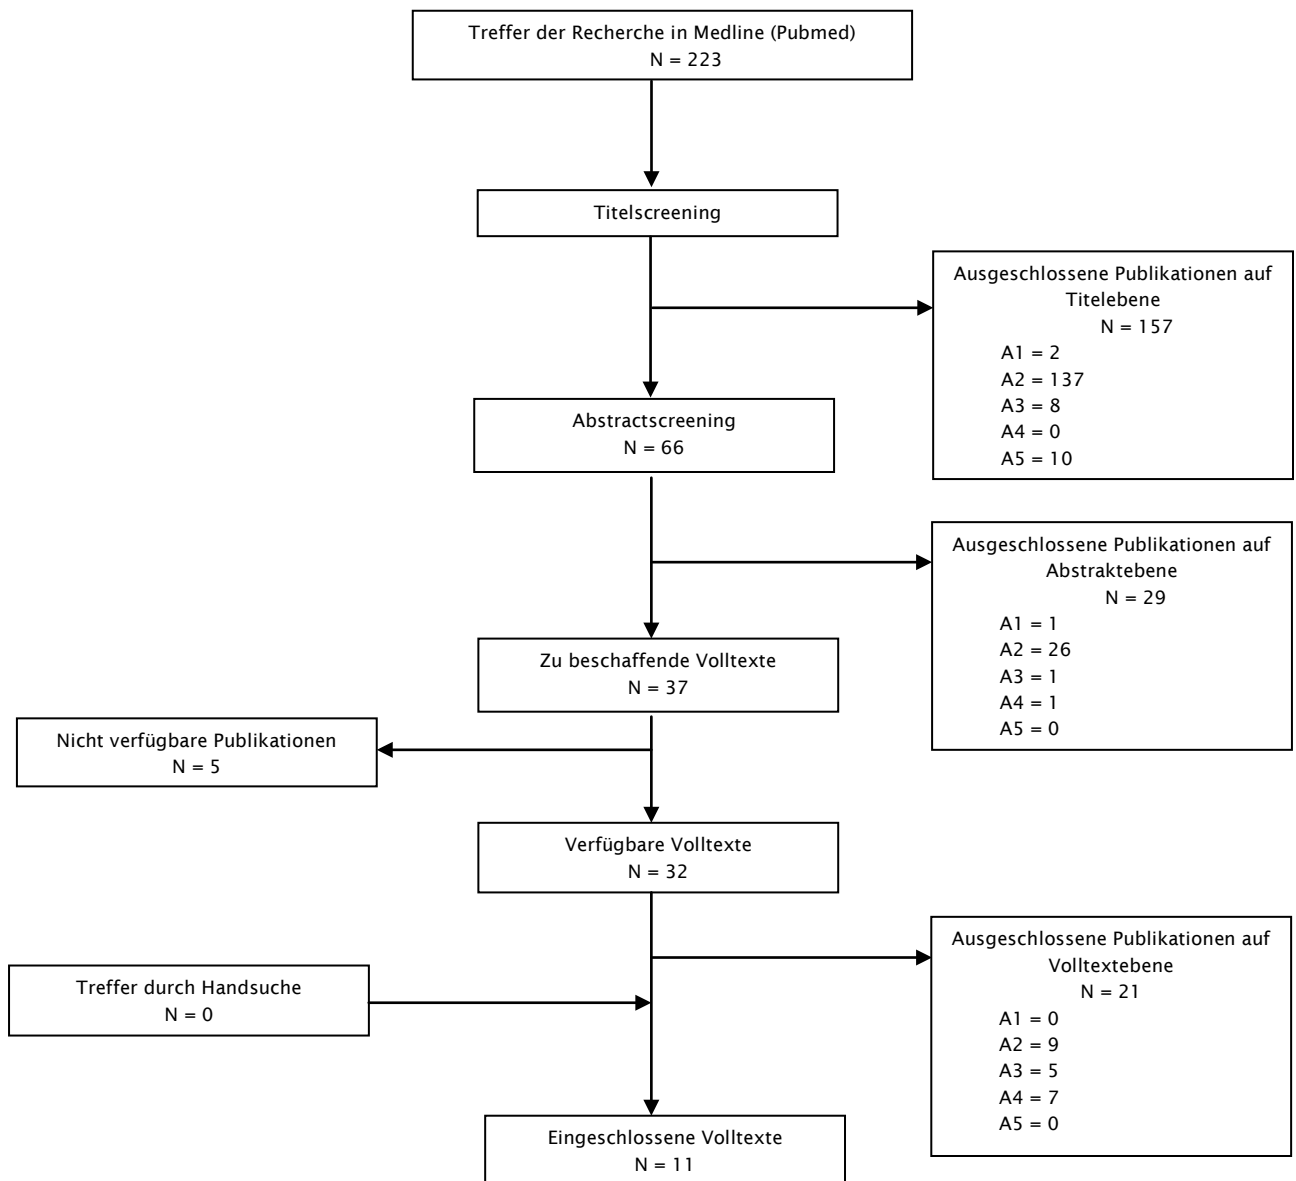 Treffer der Recherche in Medline (Pubmed)
N = 223
Titelscreening
Ausgeschlossene Publikationen auf
Titelebene
N = 157
A1 = 2
A2 = 137
A3 = 8
A4 = 0
A5 = 10
Abstractscreening
N = 66
Ausgeschlossene Publikationen auf
Abstraktebene
N = 29
A1 = 1
A2 = 26
A3 = 1
A4 = 1
A5 = 0
Zu beschaffende Volltexte
N = 37
Nicht verfügbare Publikationen
N = 5
Verfügbare Volltexte
N = 32
Ausgeschlossene Publikationen auf
Volltextebene
N = 21
A1 = 0
A2 = 9
A3 = 5
A4 = 7
A5 = 0
Treffer durch Handsuche
N = 0
Eingeschlossene Volltexte
N = 11